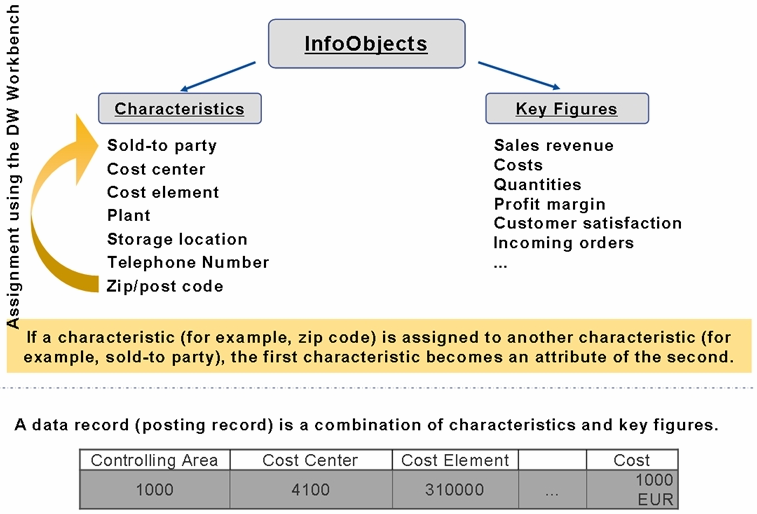 Assignment using the DW Workbench
InfoObjects
Characteristics
Sold-to party
Cost center
Cost element
Plant
Storage location
Telephone Number
Zip/post code
Key Figures
Sales revenue
Costs
Quantities
Profit margin
Customer satisfaction
Incoming orders
...
If a characteristic (for example, zip code) is assigned to another characteristic (for
example, sold-to party), the first characteristic becomes an attribute of the second.
A data record (posting record) is a combination of characteristics and key figures.
Controlling Area Cost Center Cost Element Cost
1000 4100 310000 ... 1000
EUR